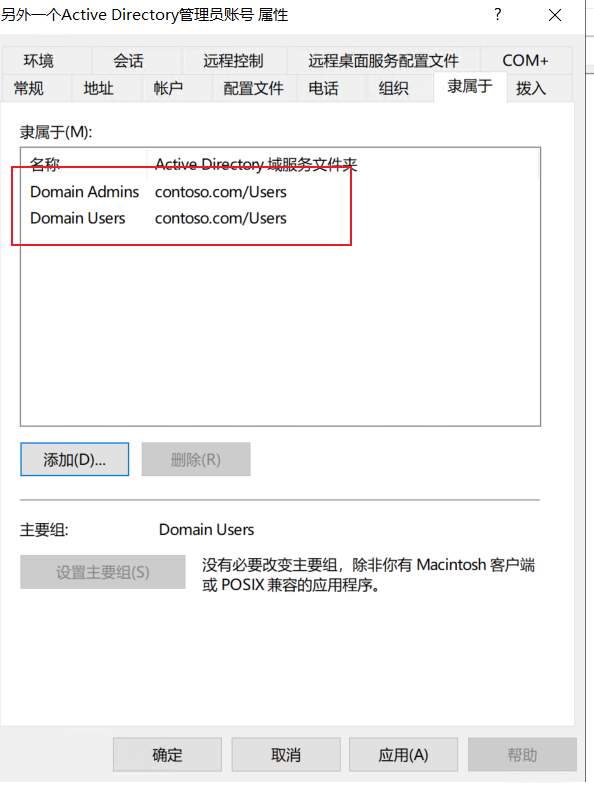 另外一个Active Directory管理员账号 属性
?
环境 会话 远程控制 远程桌面服务配置文件 COM+
常规 地址 帐户 配置文件 电话 组织 隶属于 拨入
隶属于(M):
名称 Active Directory 域服务文件夹
Domain Admins contoso.com/Users
Domain Users contoso.com/Users
添加(D)... 删除(R)
主要组: Domain Users
设置主要组(S) 没有必要改变主要组，除非你有 Macintosh 客户端
或 POSIX 兼容的应用程序。
确定 取消 应用(A) 帮助